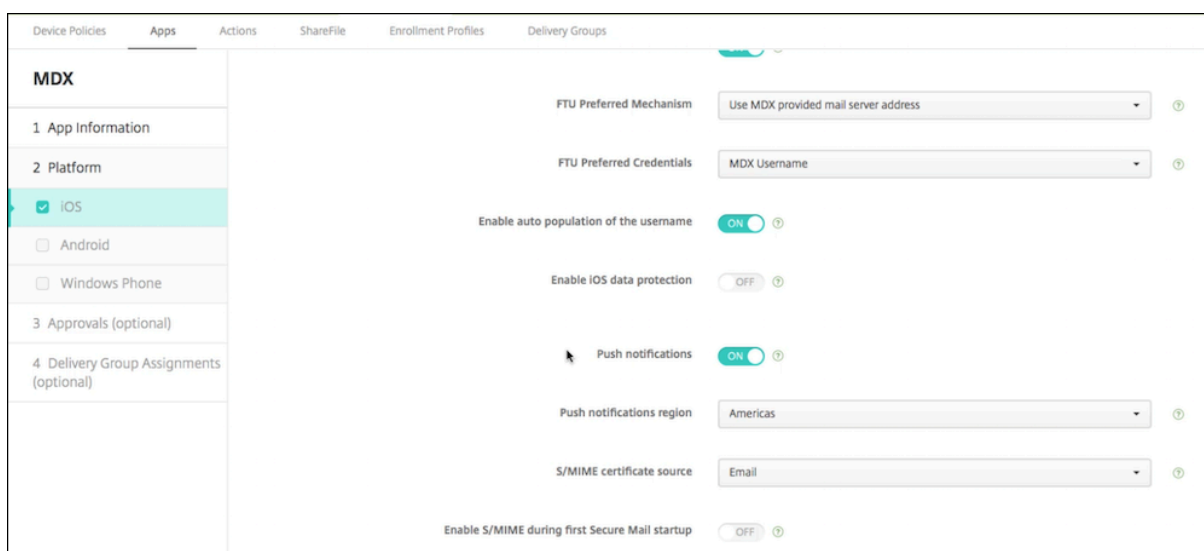 Device Policies
Apps
Actions
ShareFile
Enrollment Profiles
Delivery Groups
MDX
1 App Information
2 Platform
iOS
Android
Windows Phone
3 Approvals (optional)
4 Delivery Group Assignments
(optional)
FTU Preferred Mechanism
Use MDX provided mail server address
FTU Preferred Credentials
MDX Username
Enable auto population of the username
ON
Enable iOS data protection
OFF
Push notifications
ON
Push notifications region
Americas
S/MIME certificate source
Email
Enable S/MIME during first Secure Mail startup
OFF